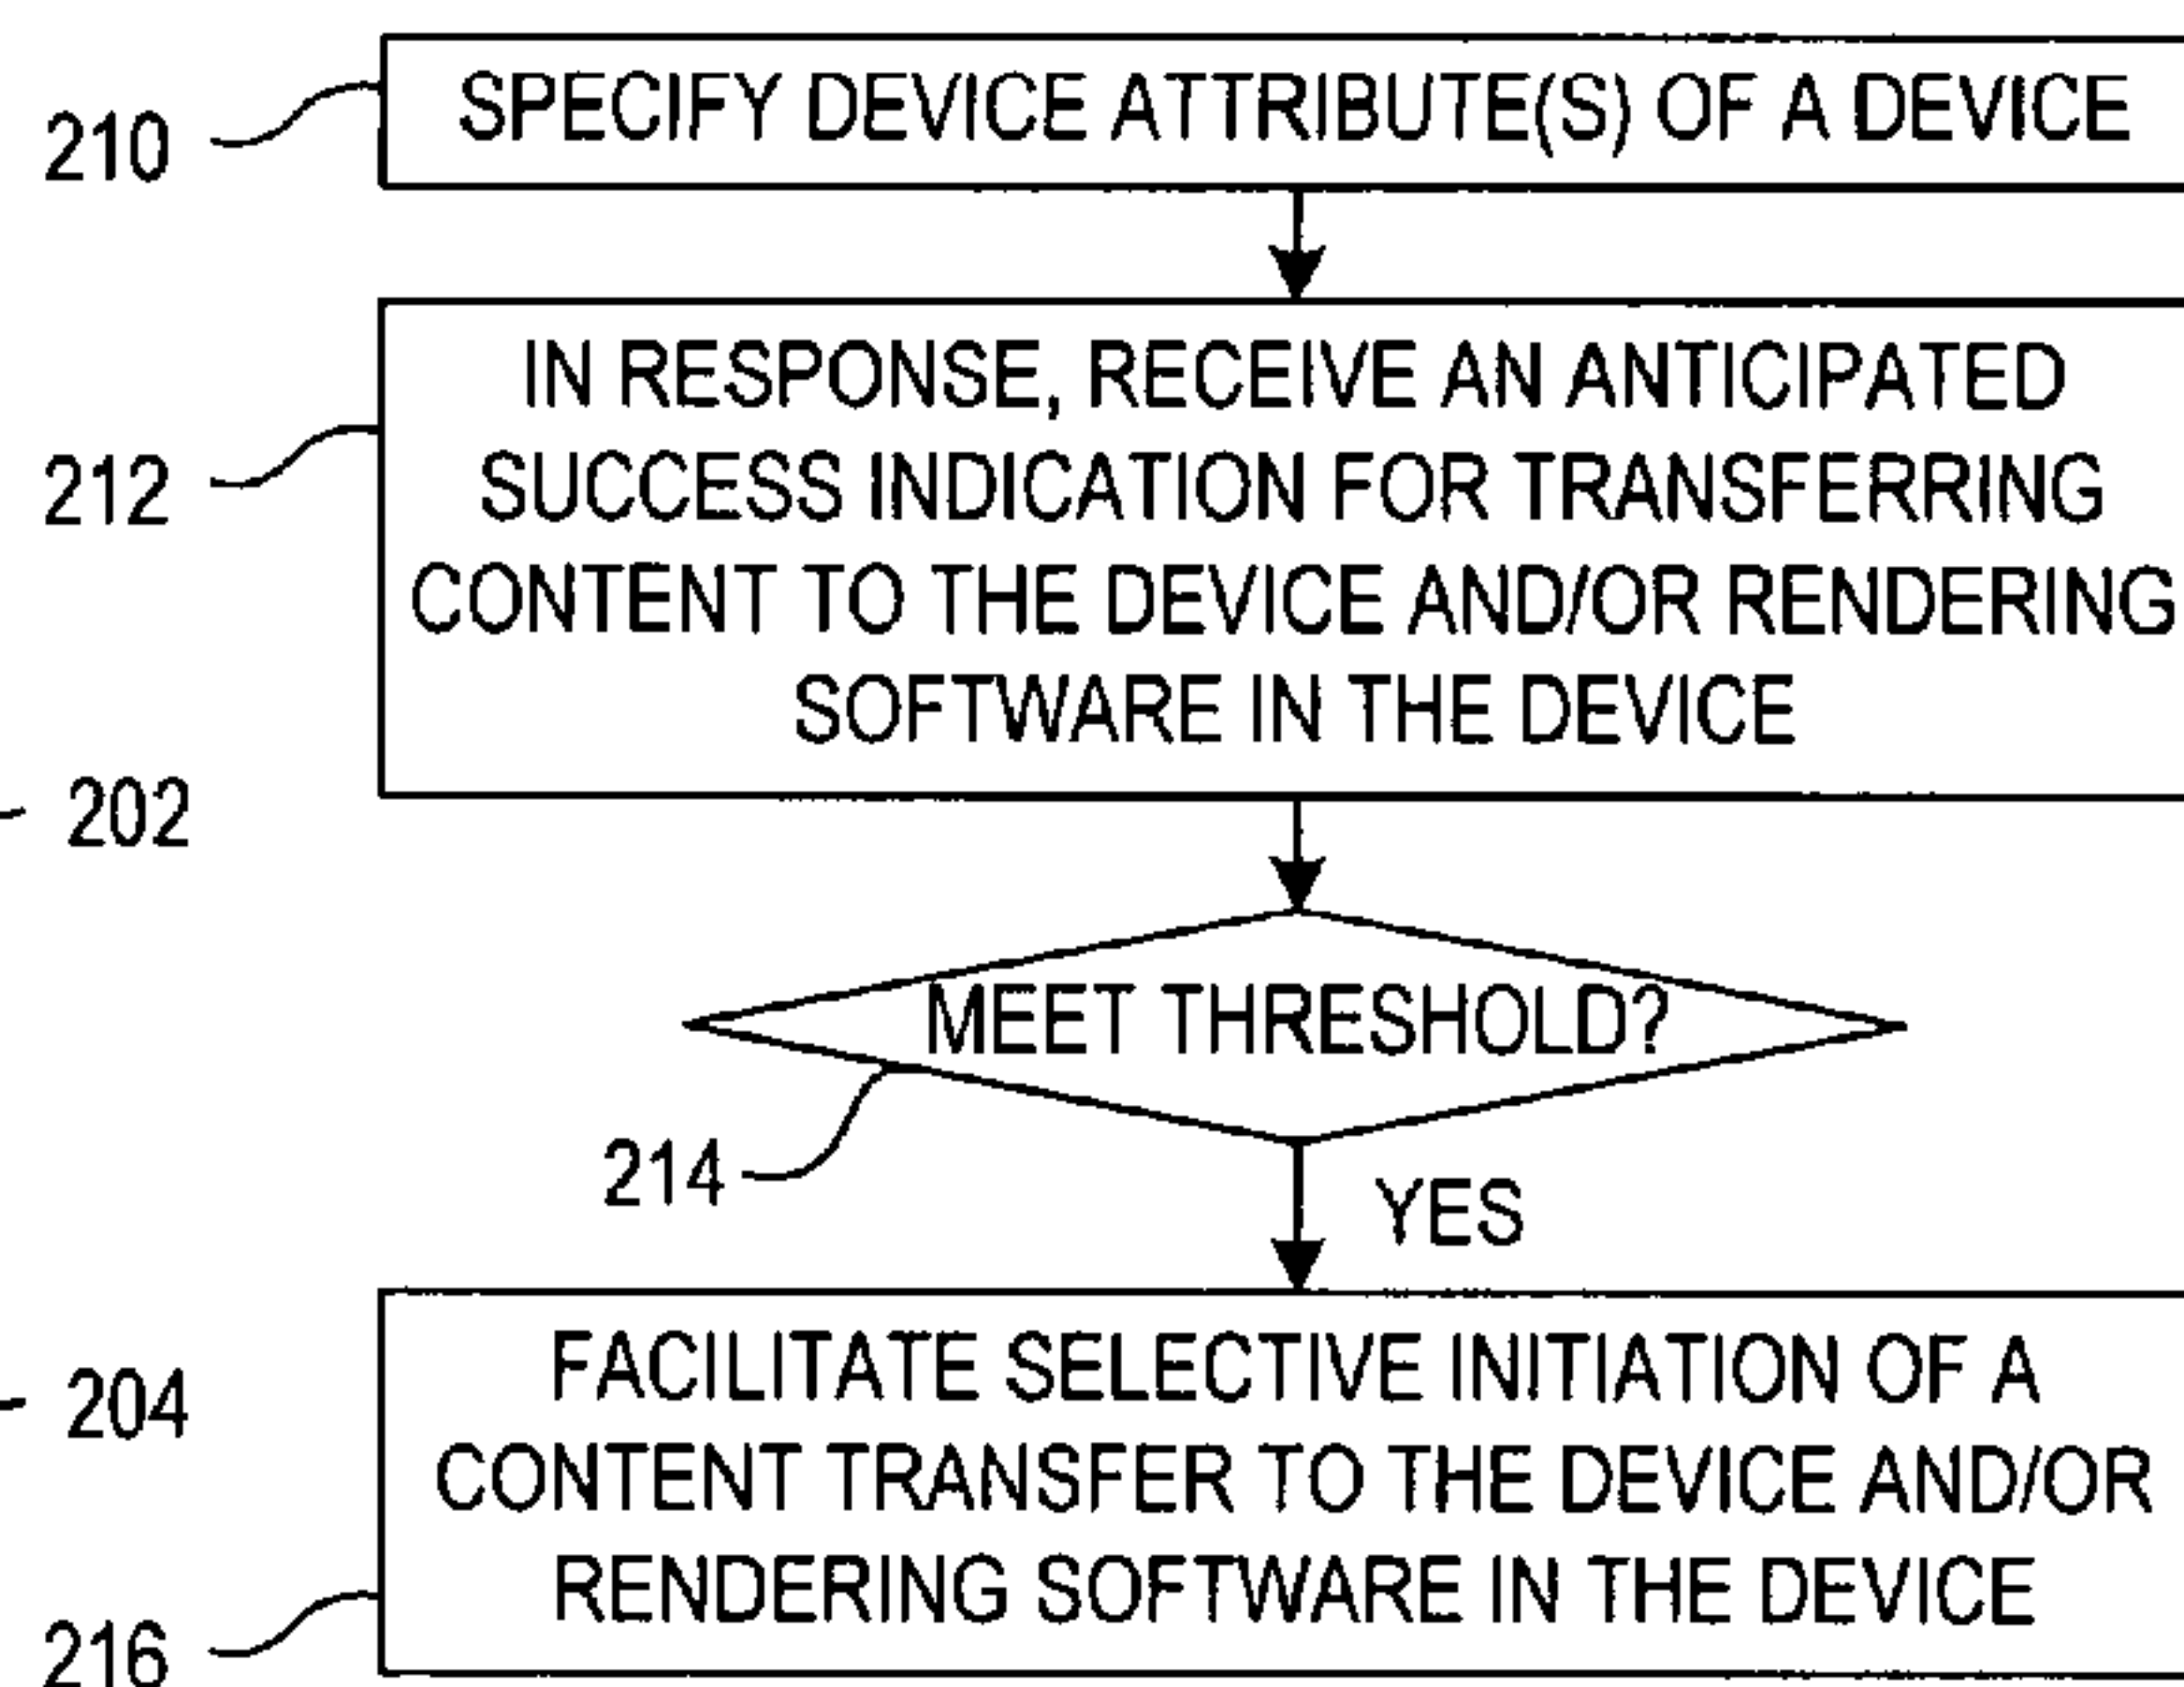 210
SPECIFY DEVICE ATTRIBUTE(S) OF A DEVICE
212
IN RESPONSE, RECEIVE AN ANTICIPATED
SUCCESS INDICATION FOR TRANSFERRING
CONTENT TO THE DEVICE AND/OR RENDERING
SOFTWARE IN THE DEVICE
202
MEET THRESHOLD?
214
YES
204
FACILITATE SELECTIVE INITIATION OF A
CONTENT TRANSFER TO THE DEVICE AND/OR
RENDERING SOFTWARE IN THE DEVICE
216